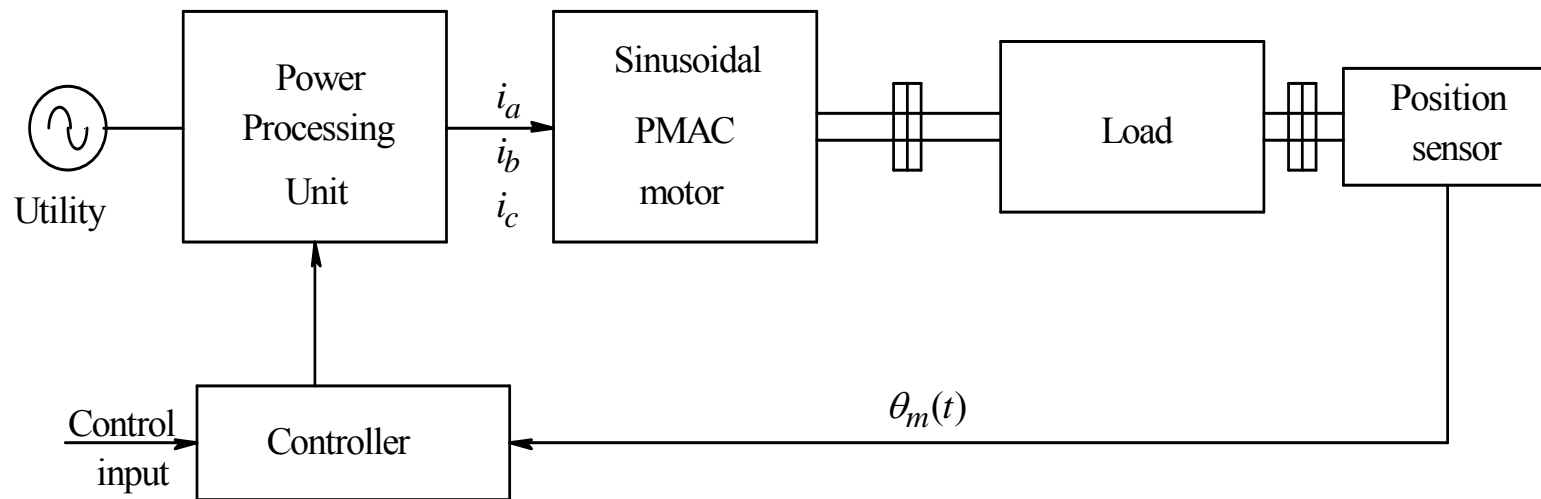 Utility
Power
Processing
Unit
i_a
i_b
i_c
Sinusoidal
PMAC
motor
Load
Position
sensor
θ_m(t)
Controller
Control
input